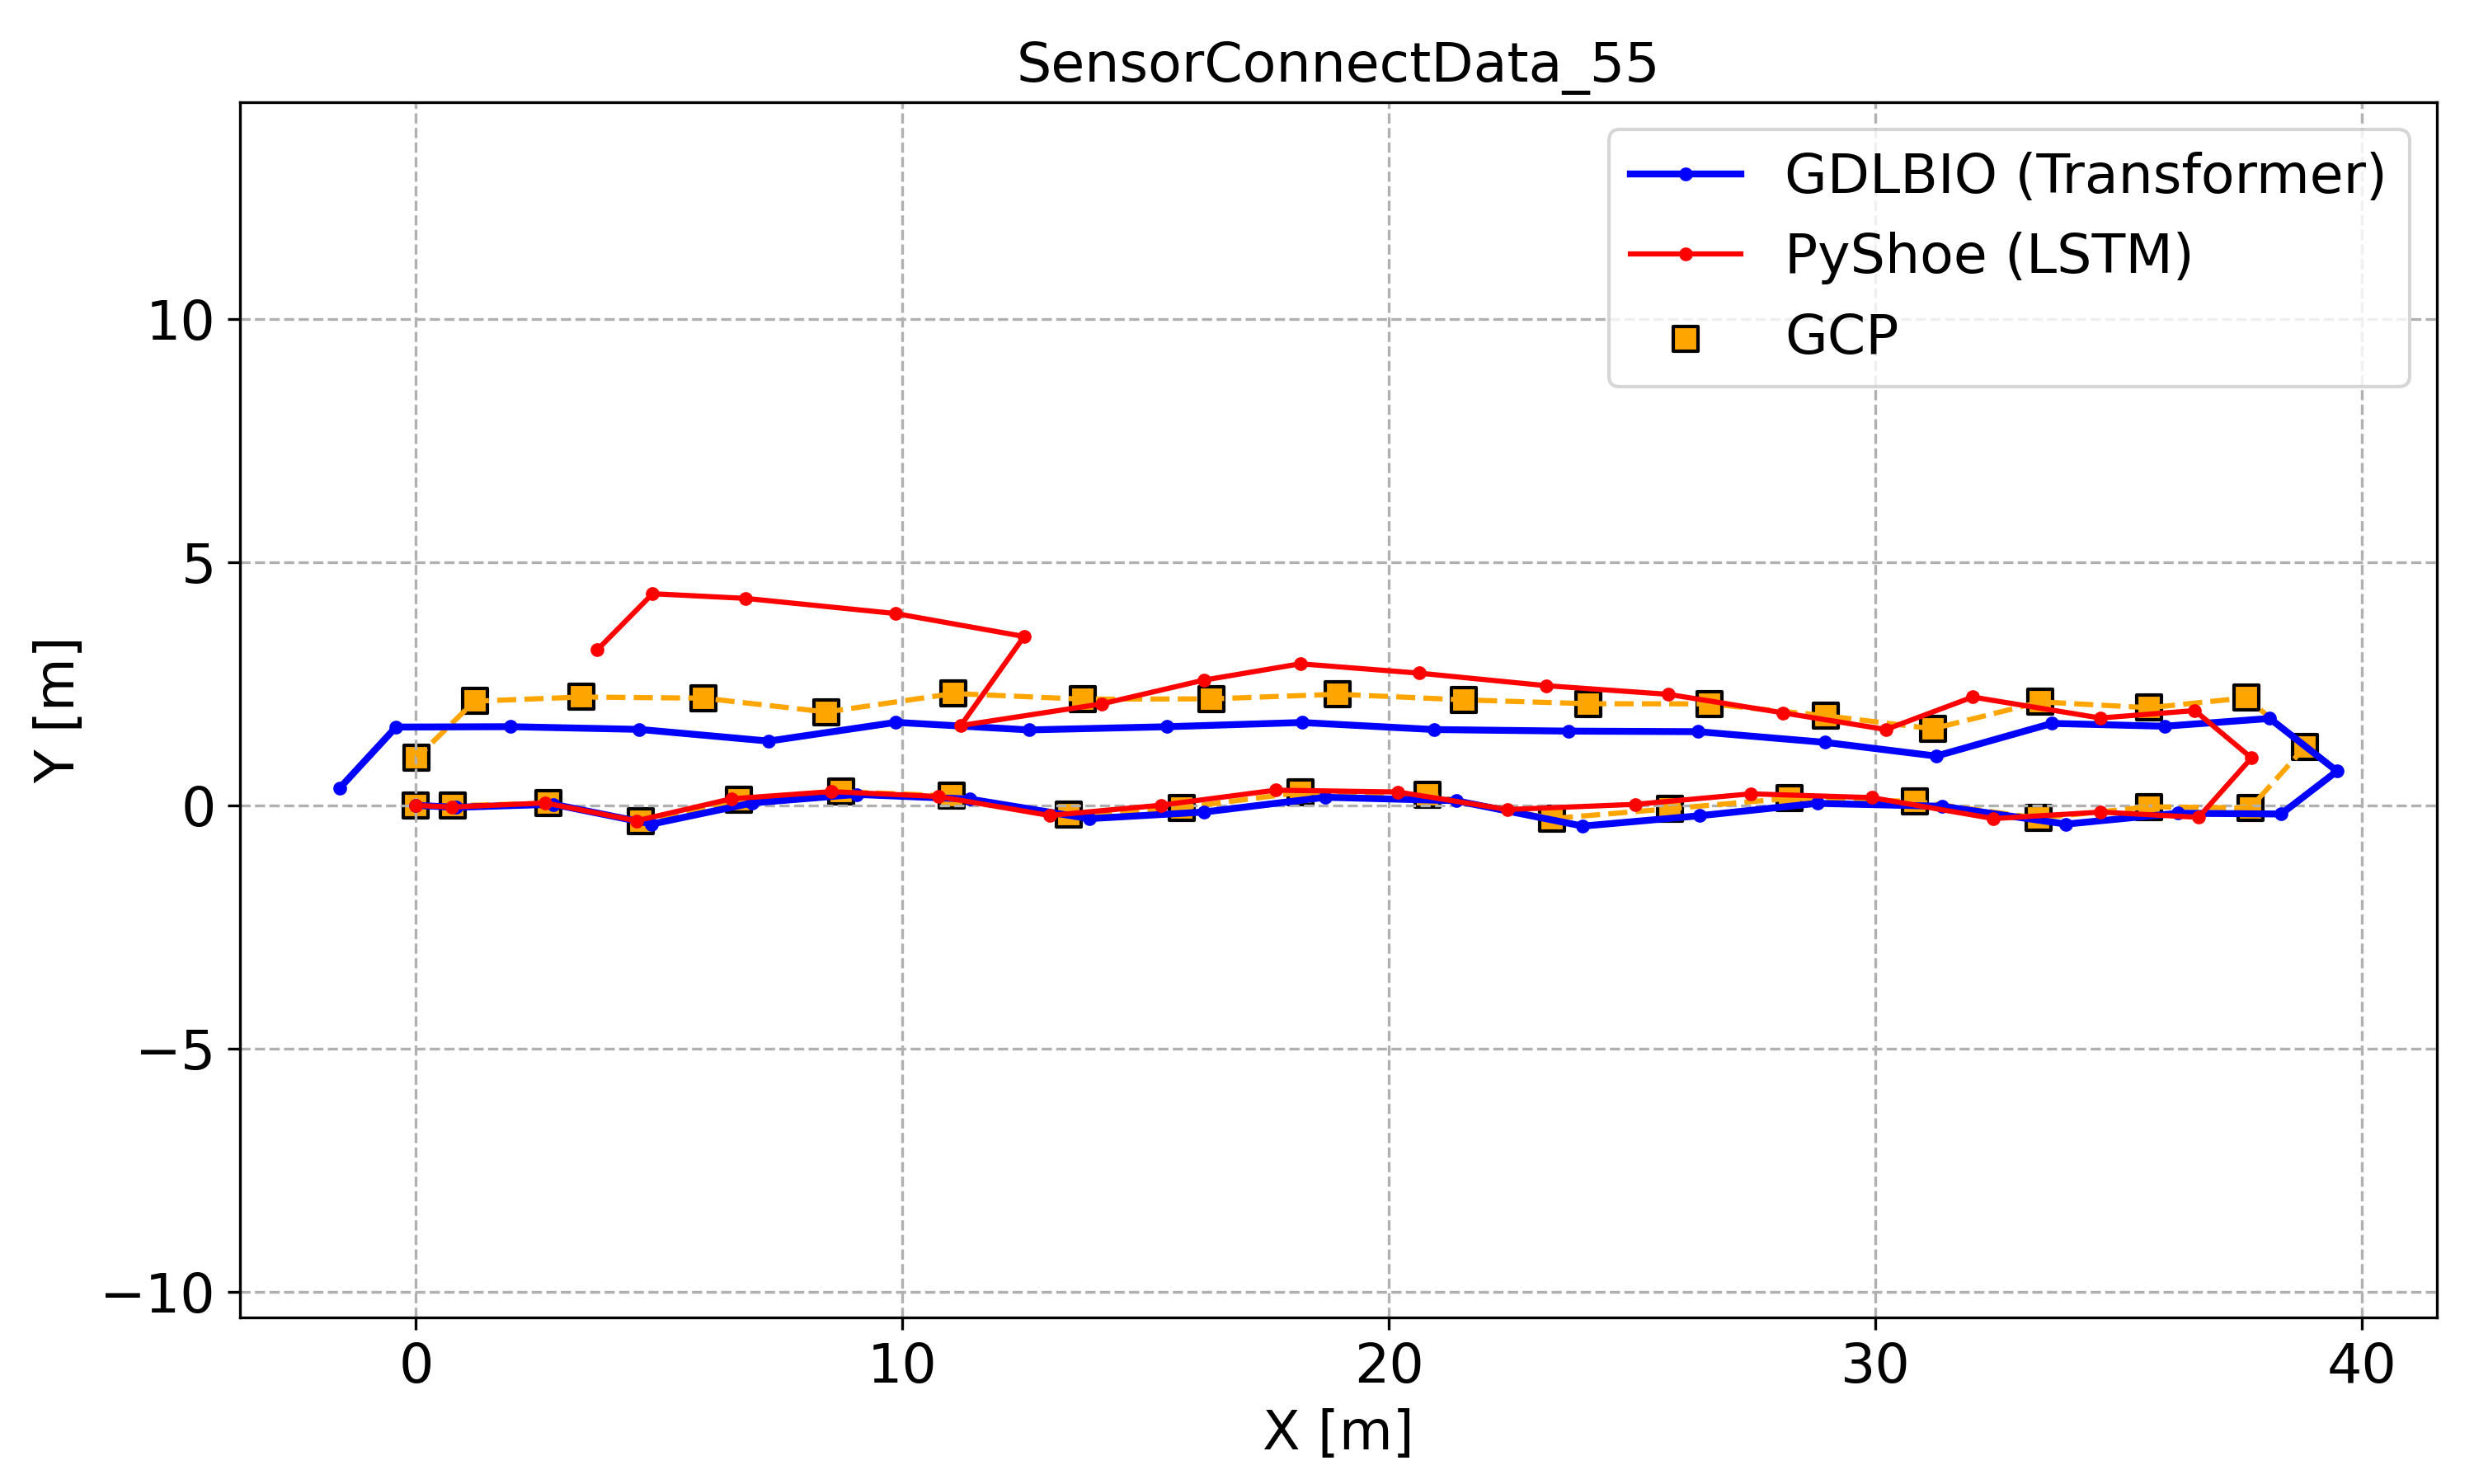 SensorConnectData_55
GDLBIO (Transformer)
PyShoe (LSTM)
GCP
10
5
0
−5
−10
Y [m]
0 10 20 30 40
X [m]